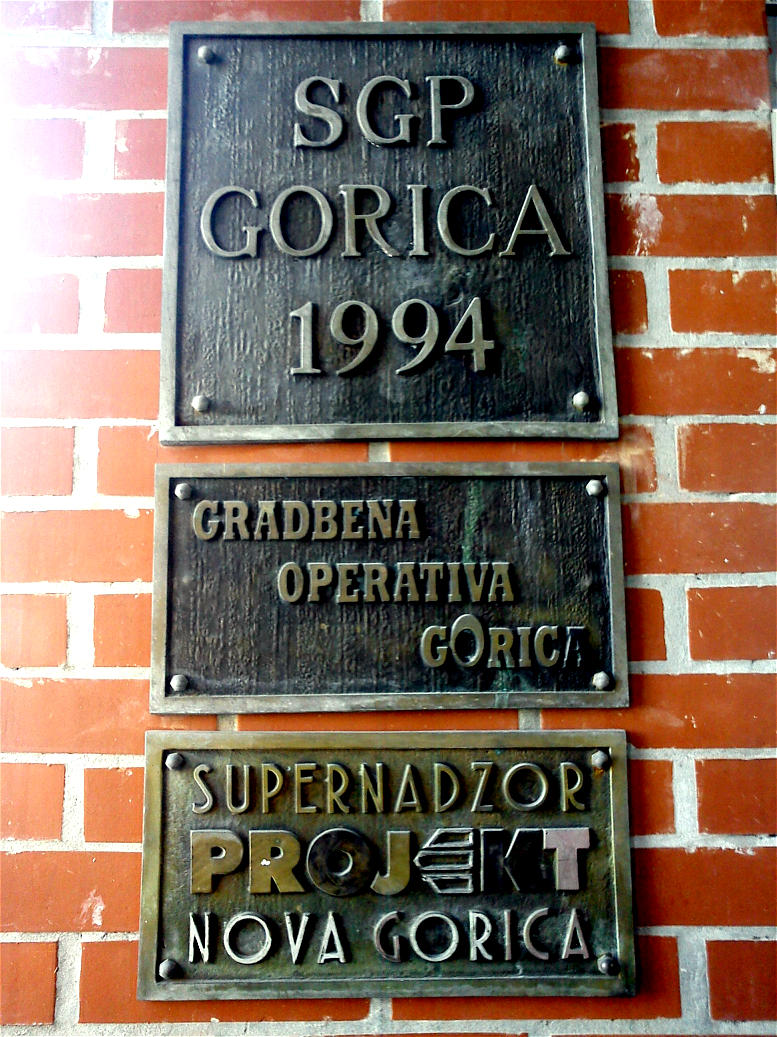 SGP
GORICA
1994
GRADBENA
OPERATIVA
GORICA
SUPERNADZOR
PROJEKT
NOVA GORICA